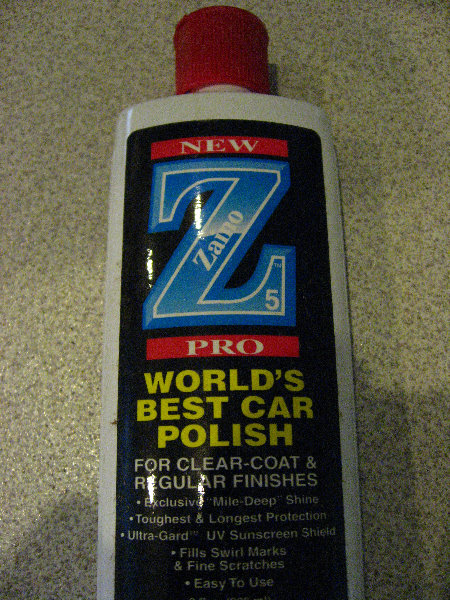 NEW
Zaino
Z
5
PRO
WORLD'S
BEST CAR
POLISH
FOR CLEAR-COAT &
REGULAR FINISHES
• Exclusive "Mile-Deep" Shine
• Toughest & Longest Protection
• Ultra-Gard™ UV Sunscreen Shield
• Fills Swirl Marks
& Fine Scratches
• Easy To Use